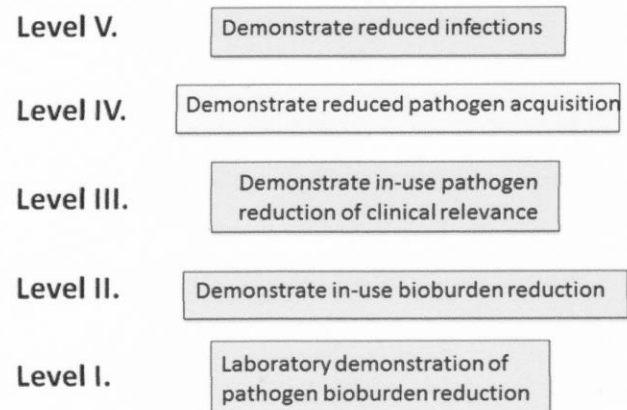 Level V.
Demonstrate reduced infections
Level IV.
Demonstrate reduced pathogen acquisition
Level III.
Demonstrate in-use pathogen
reduction of clinical relevance
Level II.
Demonstrate in-use bioburden reduction
Level I.
Laboratory demonstration of
pathogen bioburden reduction